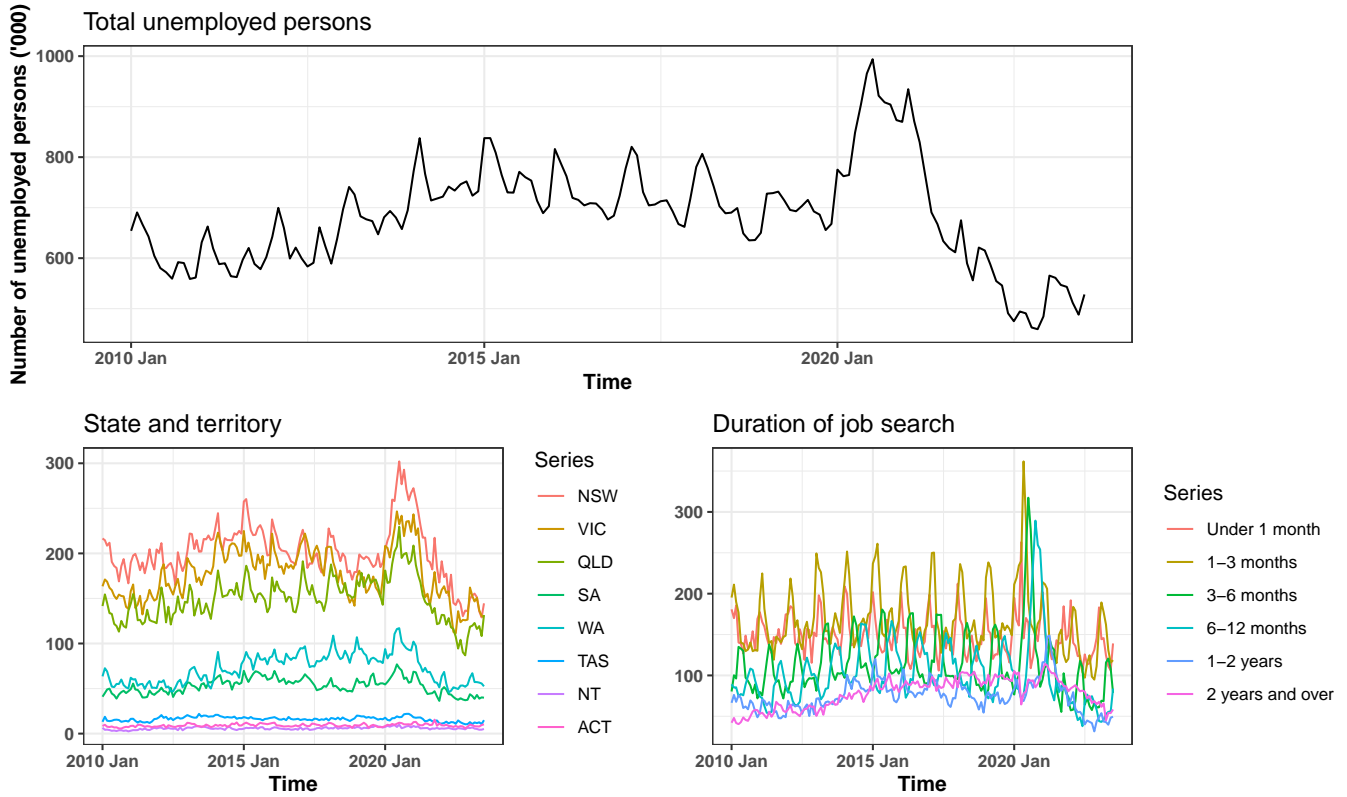 Total unemployed persons
Number of unemployed persons ('000)
1000
800
600
2010 Jan
2015 Jan
2020 Jan
Time
State and territory
300
200
100
0
2010 Jan
2015 Jan
2020 Jan
Time
Series
NSW
VIC
QLD
SA
WA
TAS
NT
ACT
Duration of job search
300
200
100
2010 Jan
2015 Jan
2020 Jan
Time
Series
Under 1 month
1–3 months
3–6 months
6–12 months
1–2 years
2 years and over